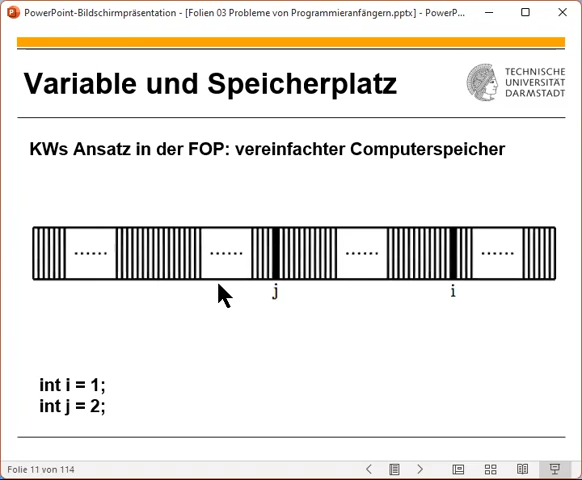 PowerPoint-Bildschirmpräsentation - [Folien 03 Probleme von Programmieranfängern.pptx] - PowerP...
Variable und Speicherplatz
TECHNISCHE
UNIVERSITÄT
DARMSTADT
KWs Ansatz in der FOP: vereinfachter Computerspeicher
...... ...... ...... ......
j i
int i = 1;
int j = 2;
Folie 11 von 114